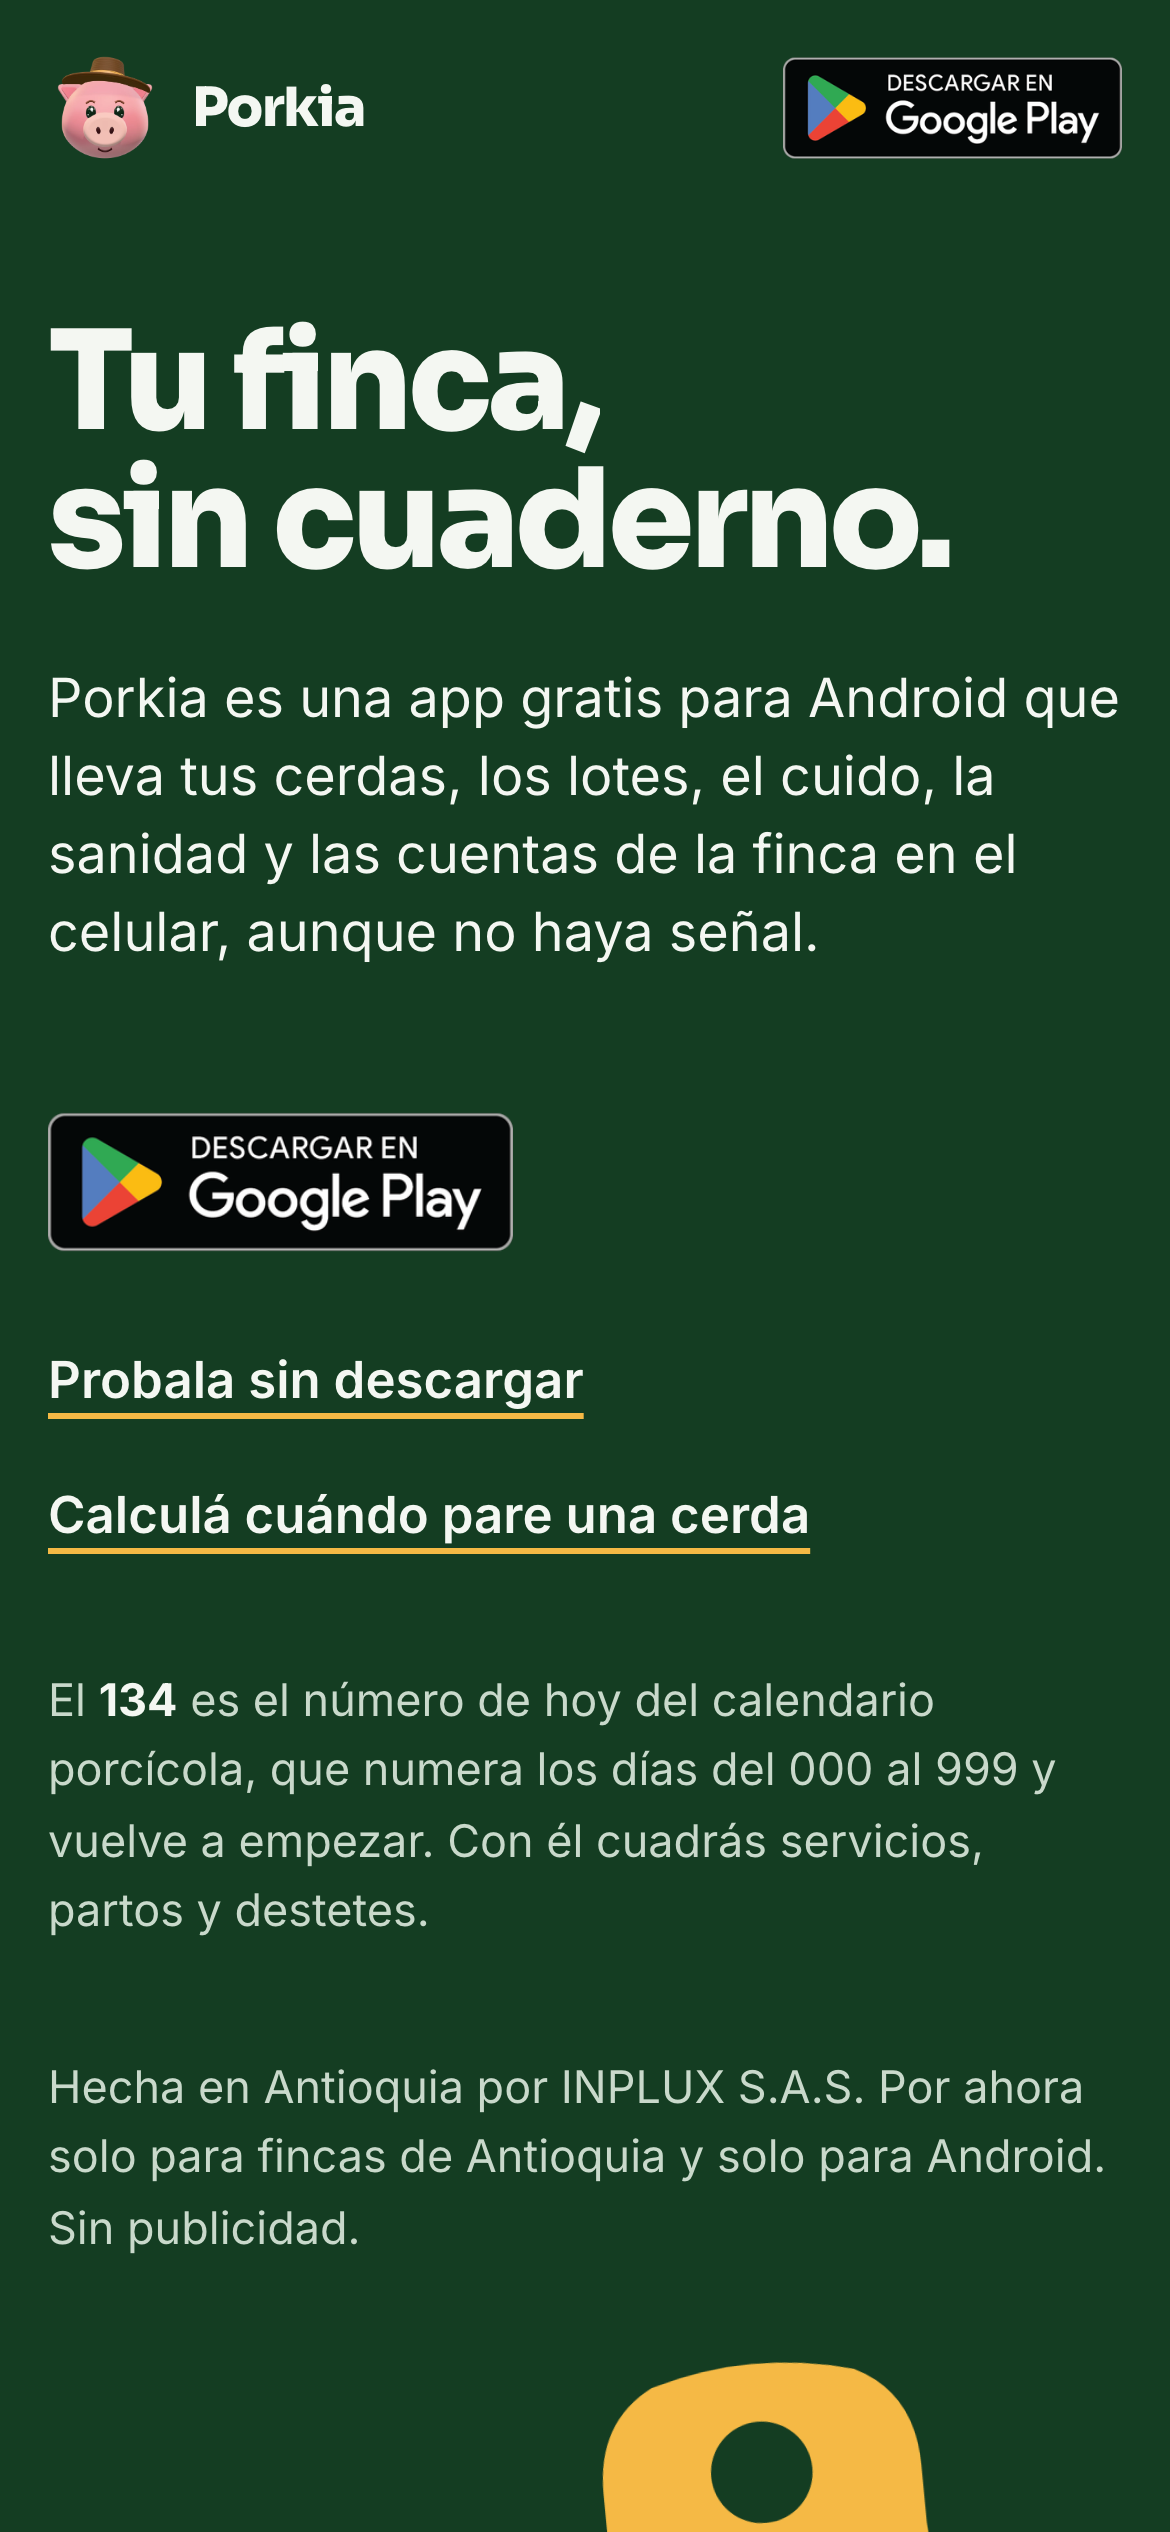 Porkia
DESCARGAR EN
Google Play
Tu finca,
sin cuaderno.
Porkia es una app gratis para Android que
lleva tus cerdas, los lotes, el cuido, la
sanidad y las cuentas de la finca en el
celular, aunque no haya señal.
DESCARGAR EN
Google Play
Probala sin descargar
Calculá cuándo pare una cerda
El 134 es el número de hoy del calendario
porcícola, que numera los días del 000 al 999 y
vuelve a empezar. Con él cuadrás servicios,
partos y destetes.
Hecha en Antioquia por INPLUX S.A.S. Por ahora
solo para fincas de Antioquia y solo para Android.
Sin publicidad.